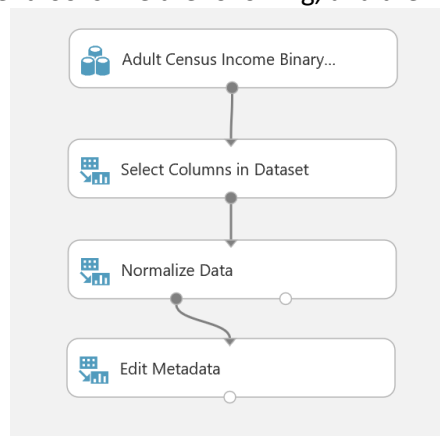 Adult Census Income Binary...
Select Columns in Dataset
Normalize Data
Edit Metadata